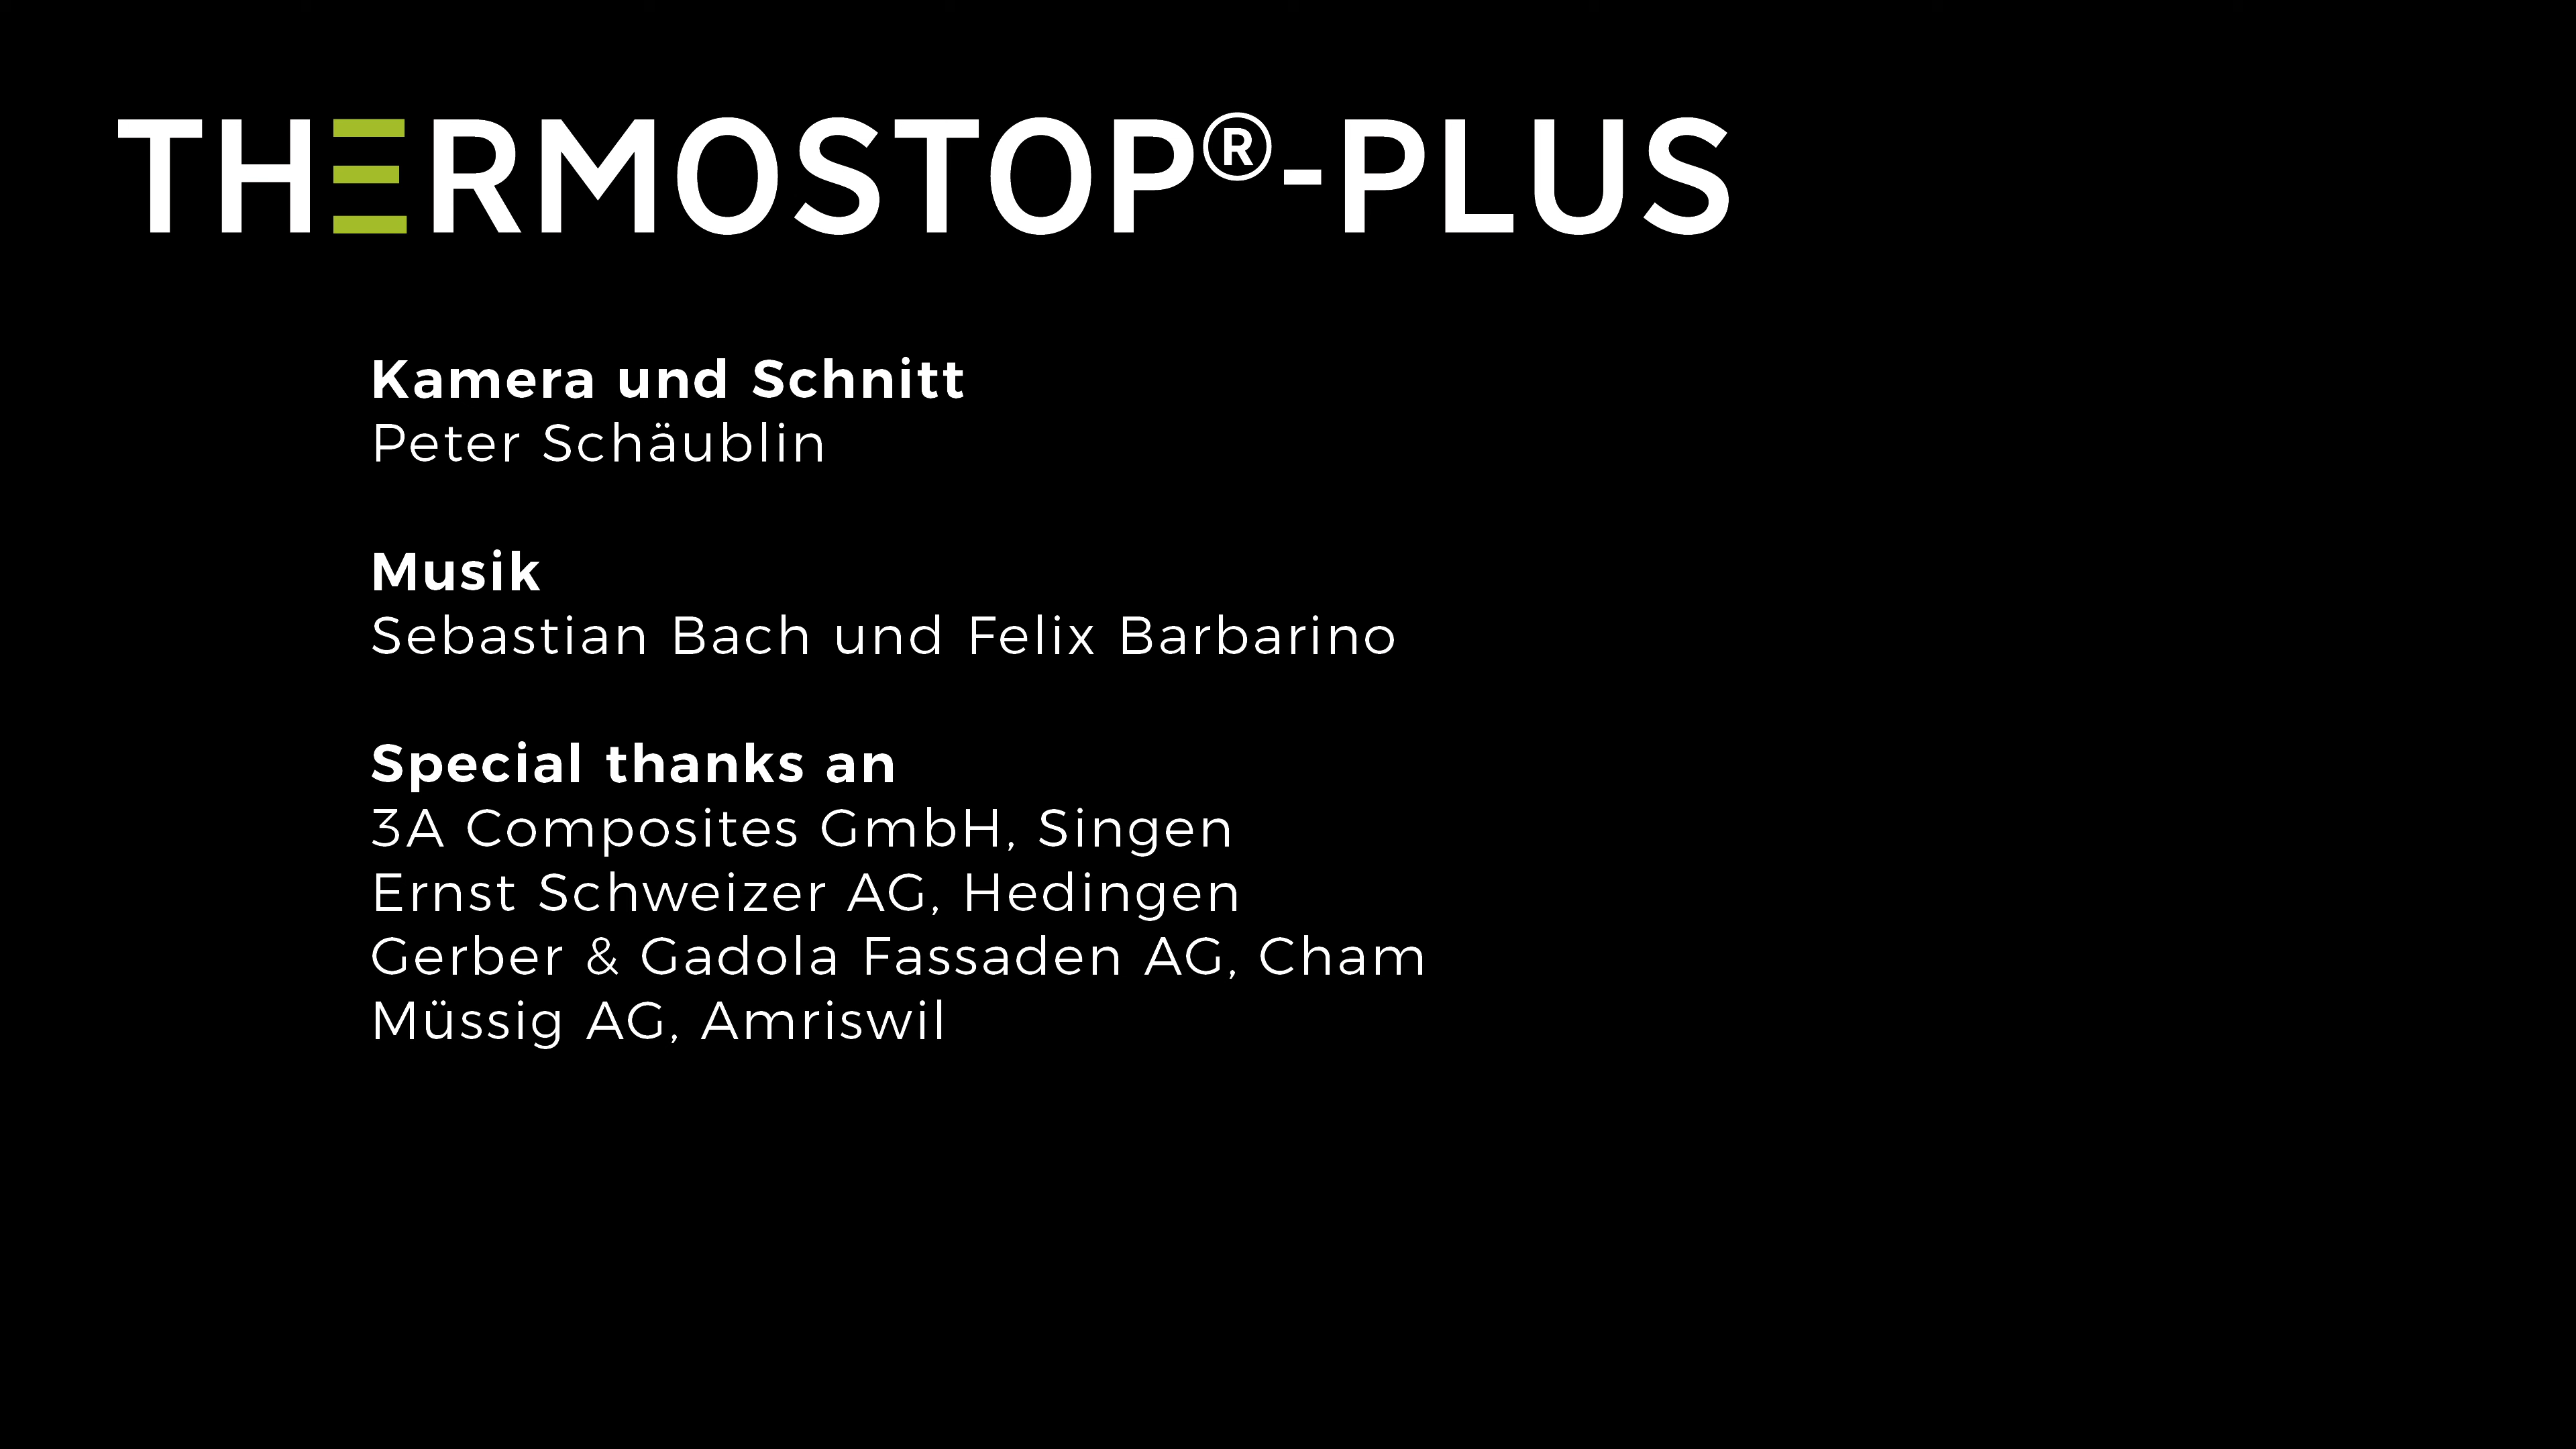 THERMOSTOP®-PLUS
Kamera und Schnitt
Peter Schäublin
Musik
Sebastian Bach und Felix Barbarino
Special thanks an
3A Composites GmbH, Singen
Ernst Schweizer AG, Hedingen
Gerber & Gadola Fassaden AG, Cham
Müssig AG, Amriswil